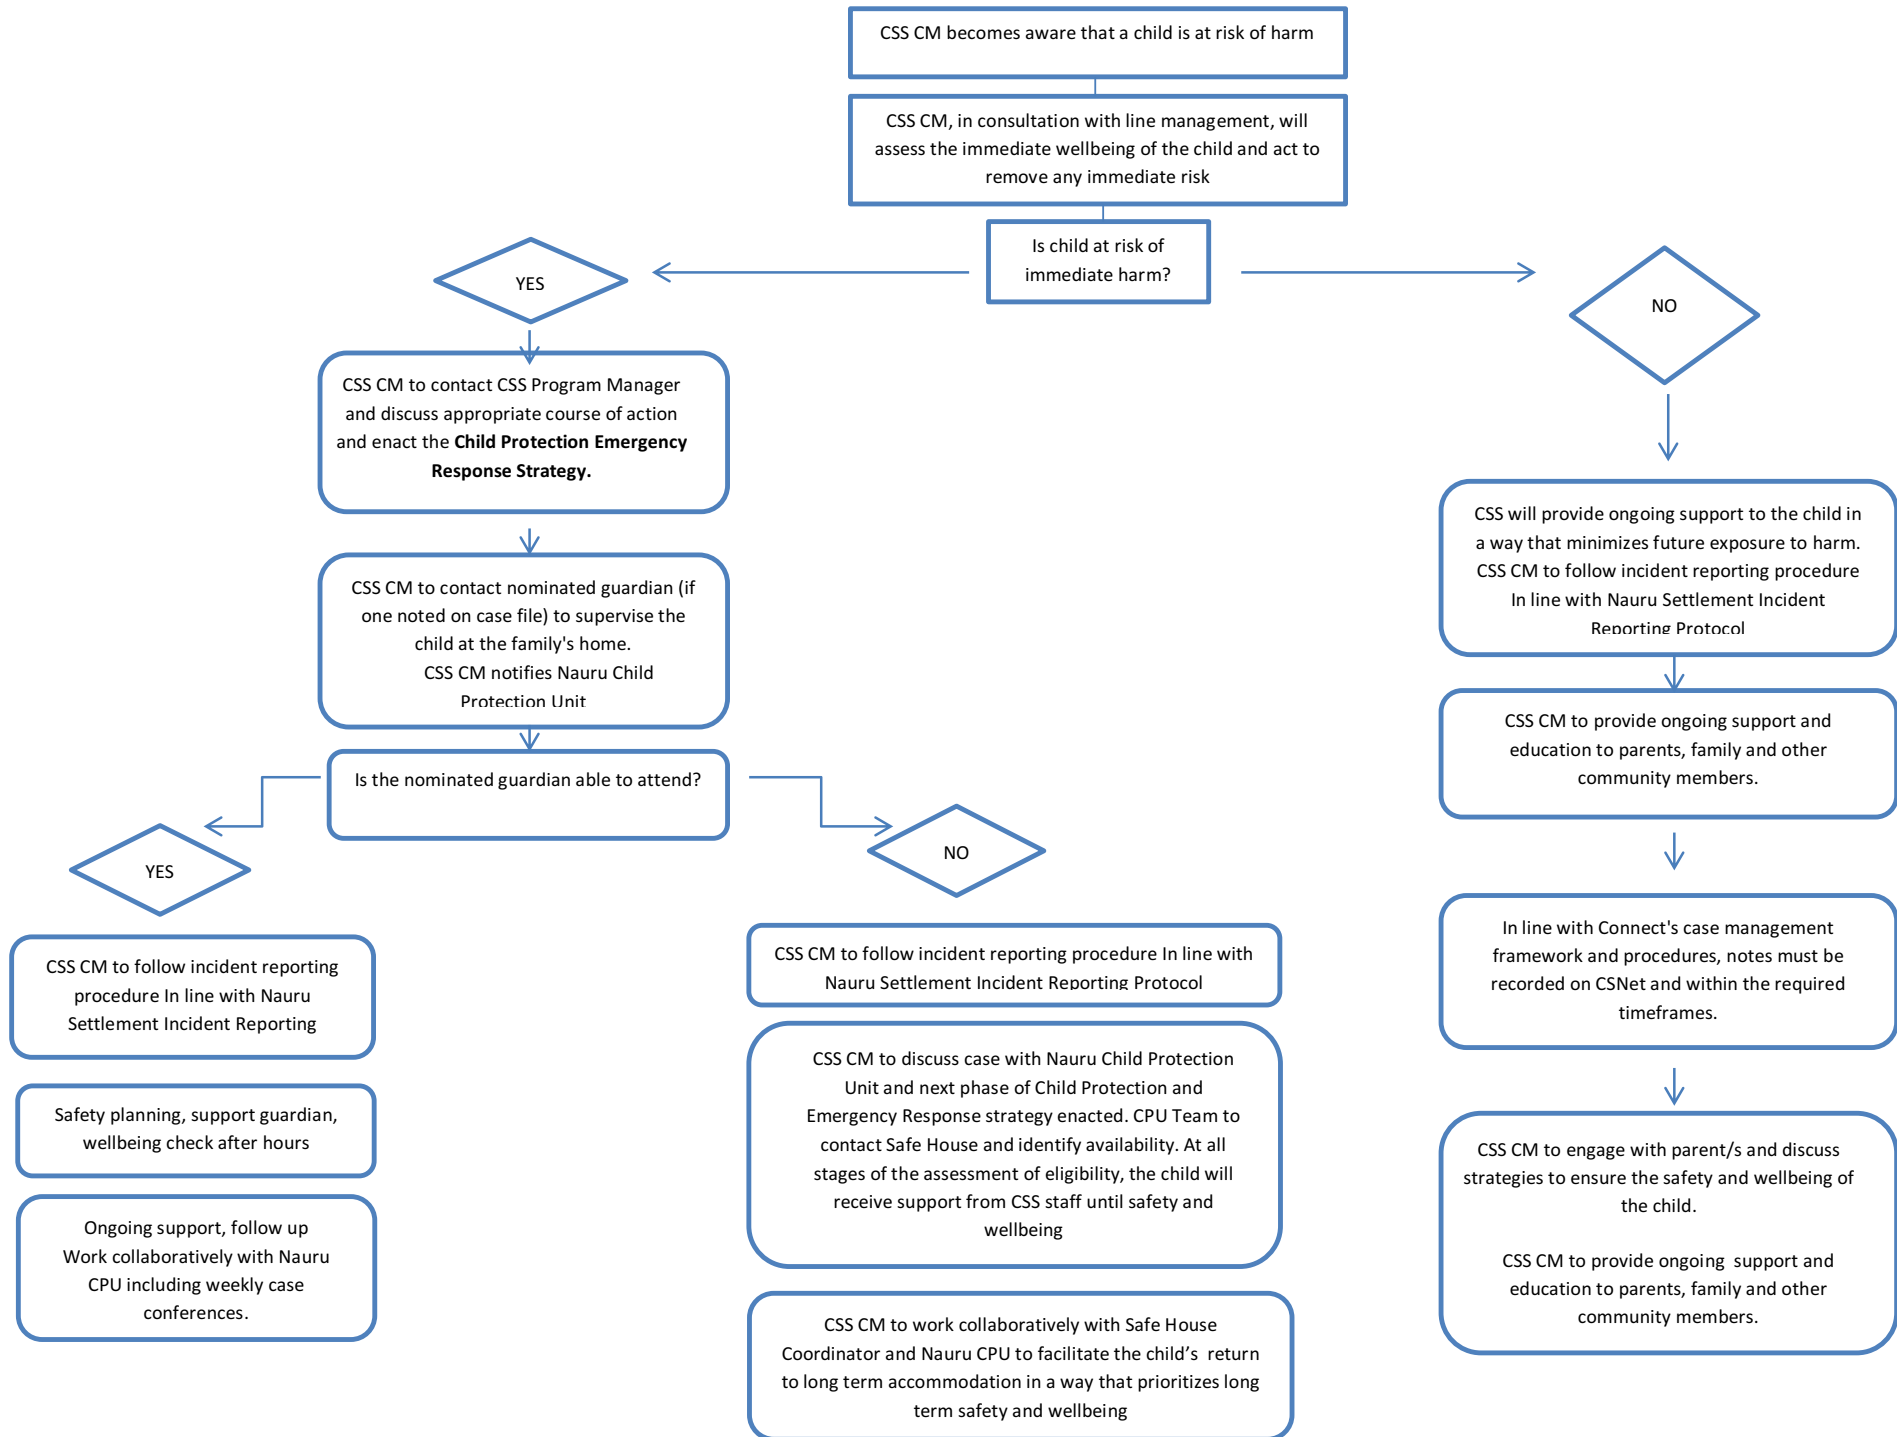 CSS CM becomes aware that a child is at risk of harm
CSS CM, in consultation with line management, will
assess the immediate wellbeing of the child and act to
remove any immediate risk
Is child at risk of
immediate harm?
YES
NO
CSS CM to contact CSS Program Manager
and discuss appropriate course of action
and enact the Child Protection Emergency
Response Strategy.
CSS CM to contact nominated guardian (if
one noted on case file) to supervise the
child at the family's home.
CSS CM notifies Nauru Child
Protection Unit
Is the nominated guardian able to attend?
YES
NO
CSS CM to follow incident reporting
procedure In line with Nauru
Settlement Incident Reporting
Safety planning, support guardian,
wellbeing check after hours
Ongoing support, follow up
Work collaboratively with Nauru
CPU including weekly case
conferences.
CSS CM to follow incident reporting procedure In line with
Nauru Settlement Incident Reporting Protocol
CSS CM to discuss case with Nauru Child Protection
Unit and next phase of Child Protection and
Emergency Response strategy enacted. CPU Team to
contact Safe House and identify availability. At all
stages of the assessment of eligibility, the child will
receive support from CSS staff until safety and
wellbeing
CSS CM to work collaboratively with Safe House
Coordinator and Nauru CPU to facilitate the child’s  return
to long term accommodation in a way that prioritizes long
term safety and wellbeing
CSS will provide ongoing support to the child in
a way that minimizes future exposure to harm.
CSS CM to follow incident reporting procedure
In line with Nauru Settlement Incident
Reporting Protocol
CSS CM to provide ongoing support and
education to parents, family and other
community members.
In line with Connect's case management
framework and procedures, notes must be
recorded on CSNet and within the required
timeframes.
CSS CM to engage with parent/s and discuss
strategies to ensure the safety and wellbeing of
the child.
CSS CM to provide ongoing  support and
education to parents, family and other
community members.